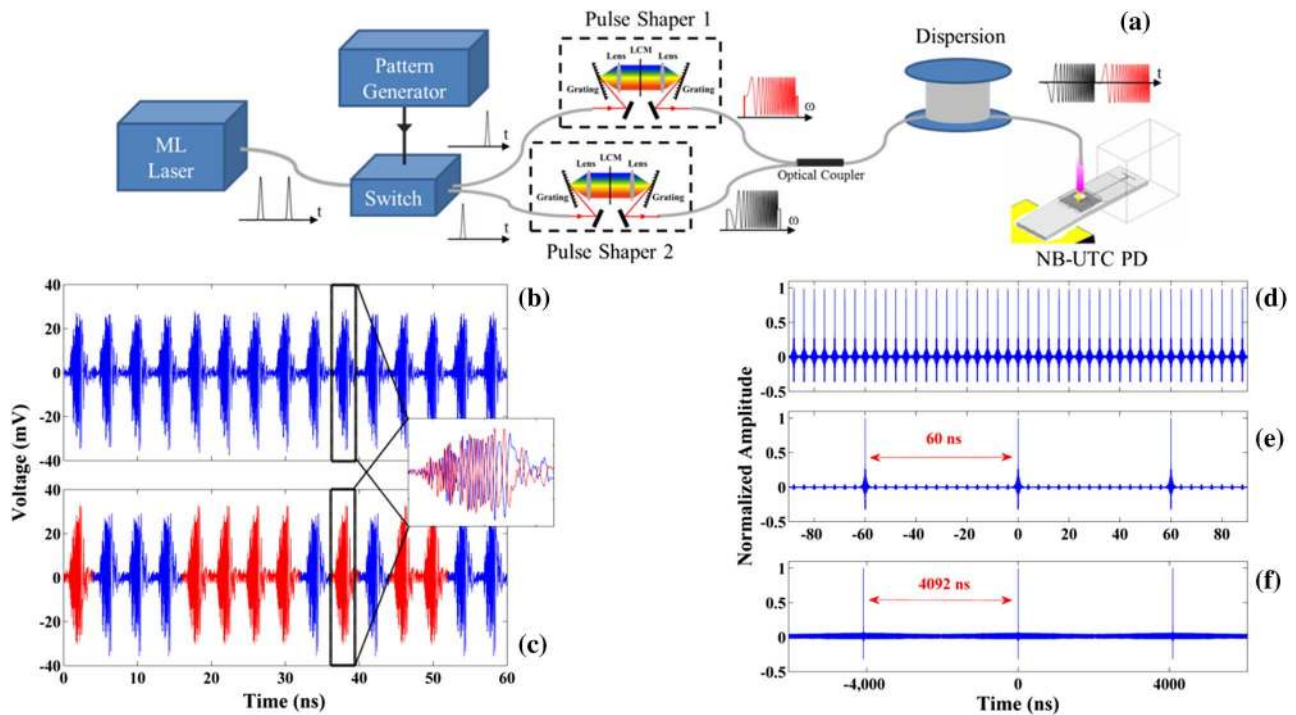 Pulse Shaper 1
(a)
Dispersion
LCM
Lens
Lens
Grating
Grating
Pattern
Generator
t
ω
t
ML
Laser
Switch
t
t
LCM
Lens
Lens
Grating
Grating
Optical Coupler
ω
Pulse Shaper 2
NB-UTC PD
(b)
(c)
Voltage (mV)
40
20
0
-20
-40
40
20
0
-20
-40
0
10
20
30
40
50
60
Time (ns)
(d)
(e)
(f)
Normalized Amplitude
1
0.5
0
-0.5
1
0.5
0
-0.5
60 ns
-80
-60
-40
-20
0
20
40
60
80
1
0.5
0
-0.5
4092 ns
-4,000
0
4000
Time (ns)